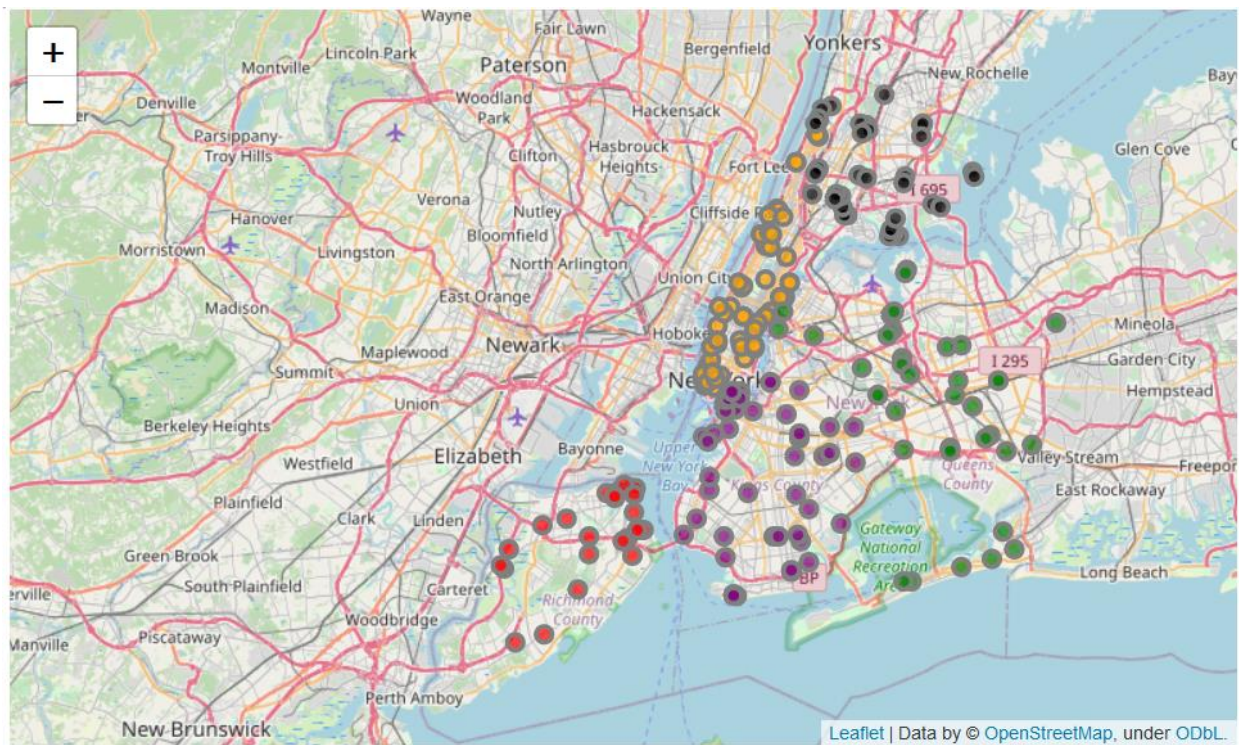 Wayne
Fair Lawn
+
−
Lincoln Park
Bergenfield
Yonkers
Montville
Paterson
New Rochelle
Denville
Woodland
Park
Hackensack
Parsippany-
Troy Hills
Hasbrouck
Heights
Clifton
Fort Lee
Glen Cove
I 695
Verona
Nutley
Cliffside
Hanover
Bloomfield
Morristown
Livingston
North Arlington
Union City
Madison
East Orange
Mineola
Maplewood
Newark
Hoboke
I 295
Garden City
Summit
New York
Hempstead
Union
New
Berkeley Heights
Elizabeth
Bayonne
Upper
New York
Bay
Westfield
Kings County
Queens
County
Valley Stream
Freepor
Plainfield
East Rockaway
Clark
Linden
Gateway
National
Recreation
Area
Green Brook
South Plainfield
Carteret
BP
Long Beach
erville
Richmond
County
Woodbridge
Piscataway
Manville
Perth Amboy
New Brunswick
Leaflet | Data by © OpenStreetMap, under ODbL.